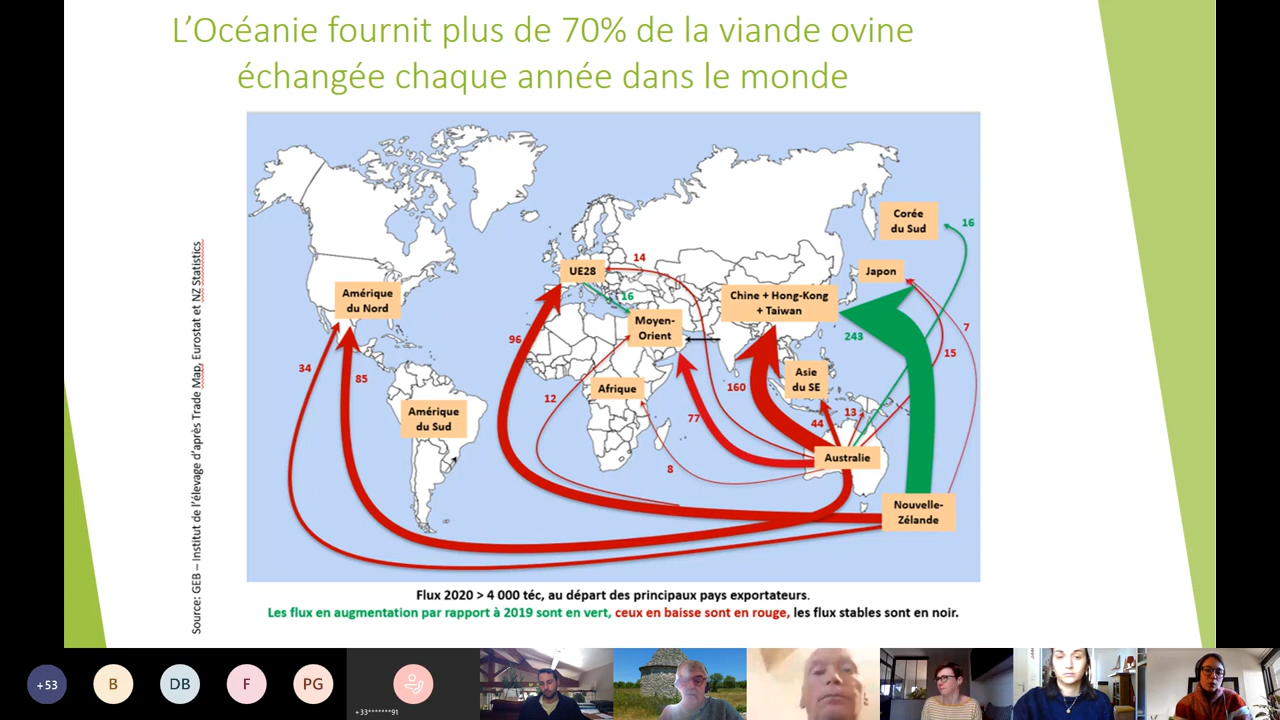 L'Océanie fournit plus de 70% de la viande ovine
échangée chaque année dans le monde
Source: GEB – Institut de l'élevage d'après Trade Map, Eurostat et NZ Statistics
Corée
du Sud
16
14
UE28
Japon
Amérique
du Nord
16
Chine + Hong-Kong
+ Taiwan
Moyen-
Orient
96
243
7
15
34
85
Asie
du SE
160
Afrique
12
Amérique
du Sud
77
13
44
Australie
8
Nouvelle-
Zélande
Flux 2020 > 4 000 téc, au départ des principaux pays exportateurs.
Les flux en augmentation par rapport à 2019 sont en vert, ceux en baisse sont en rouge, les flux stables sont en noir.
+53
B
DB
F
PG
+33*******91